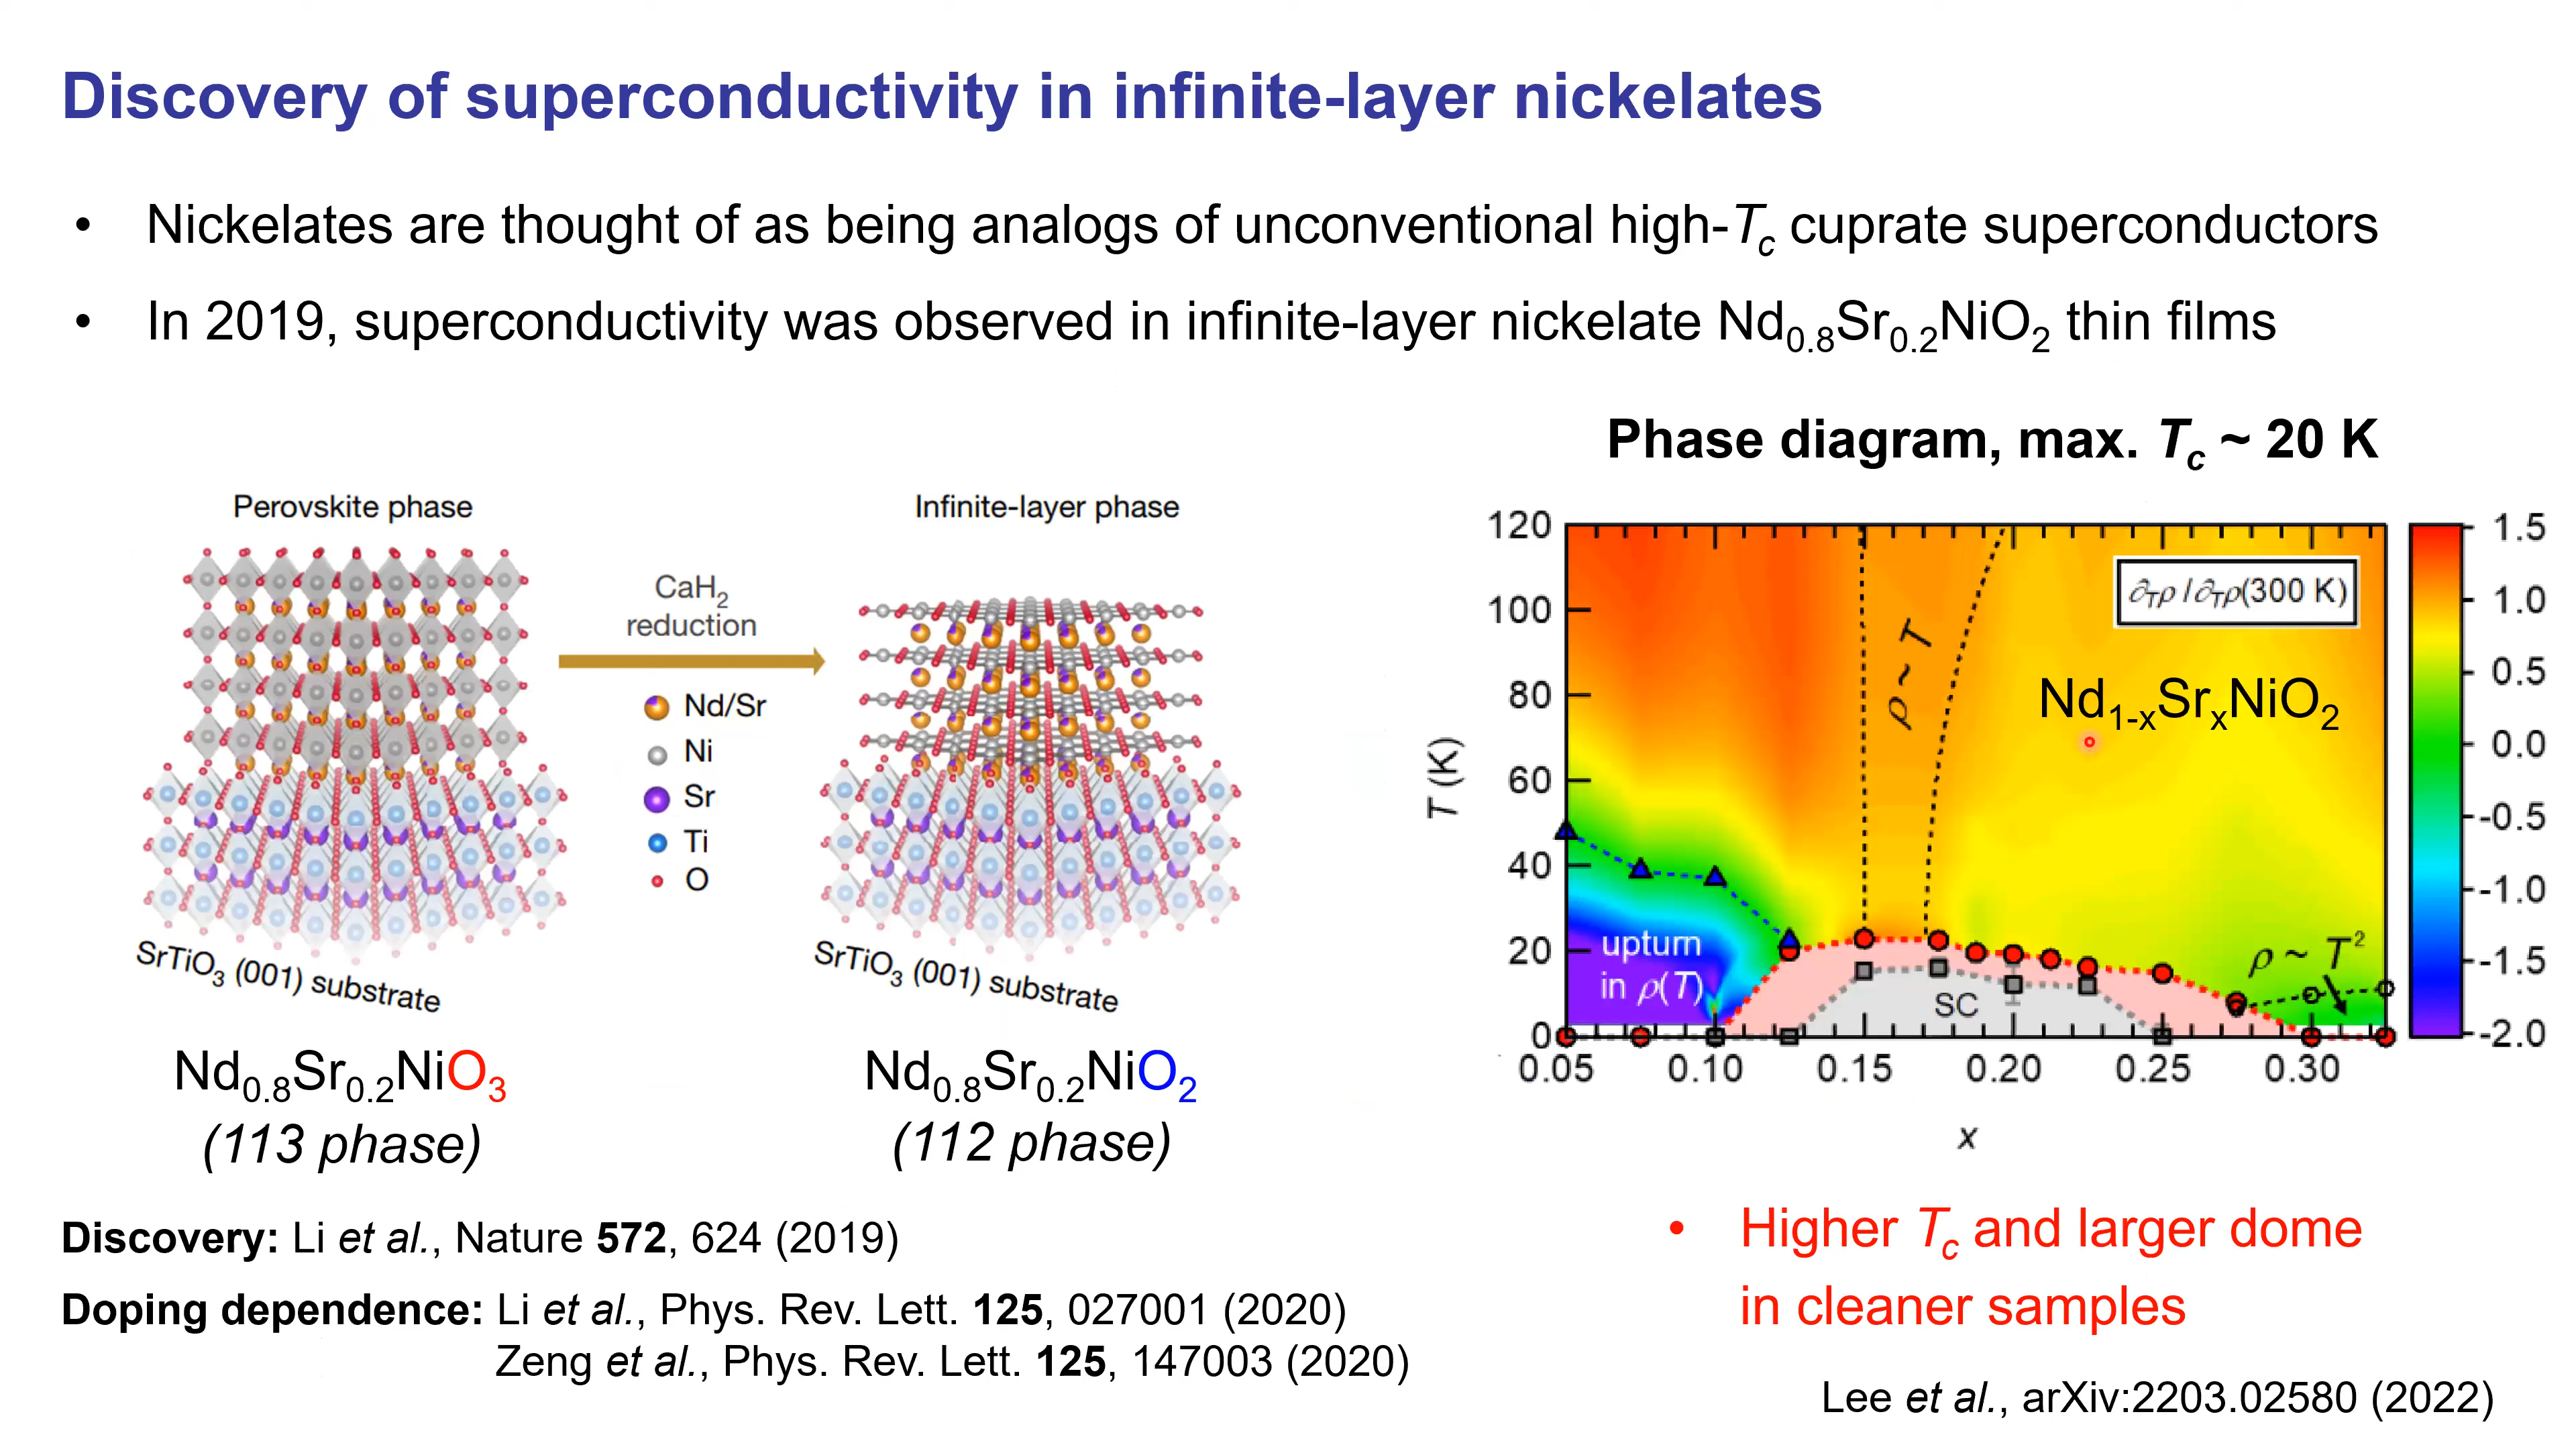 Discovery of superconductivity in infinite-layer nickelates
• Nickelates are thought of as being analogs of unconventional high-Tc cuprate superconductors
• In 2019, superconductivity was observed in infinite-layer nickelate Nd0.8Sr0.2NiO2 thin films
Perovskite phase
CaH2
reduction
Nd/Sr
Ni
Sr
Ti
O
SrTiO3 (001) substrate
Nd0.8Sr0.2NiO3
(113 phase)
Infinite-layer phase
SrTiO3 (001) substrate
Nd0.8Sr0.2NiO2
(112 phase)
Phase diagram, max. Tc ~ 20 K
T (K)
120
100
80
60
40
20
0
0.05 0.10 0.15 0.20 0.25 0.30
x
∂Tρ / ∂Tρ(300 K)
Nd1-xSrxNiO2
ρ ~ T
upturn
in ρ(T)
SC
ρ ~ T2
1.5
1.0
0.5
0.0
-0.5
-1.0
-1.5
-2.0
Discovery: Li et al., Nature 572, 624 (2019)
Doping dependence: Li et al., Phys. Rev. Lett. 125, 027001 (2020)
Zeng et al., Phys. Rev. Lett. 125, 147003 (2020)
• Higher Tc and larger dome
in cleaner samples
Lee et al., arXiv:2203.02580 (2022)